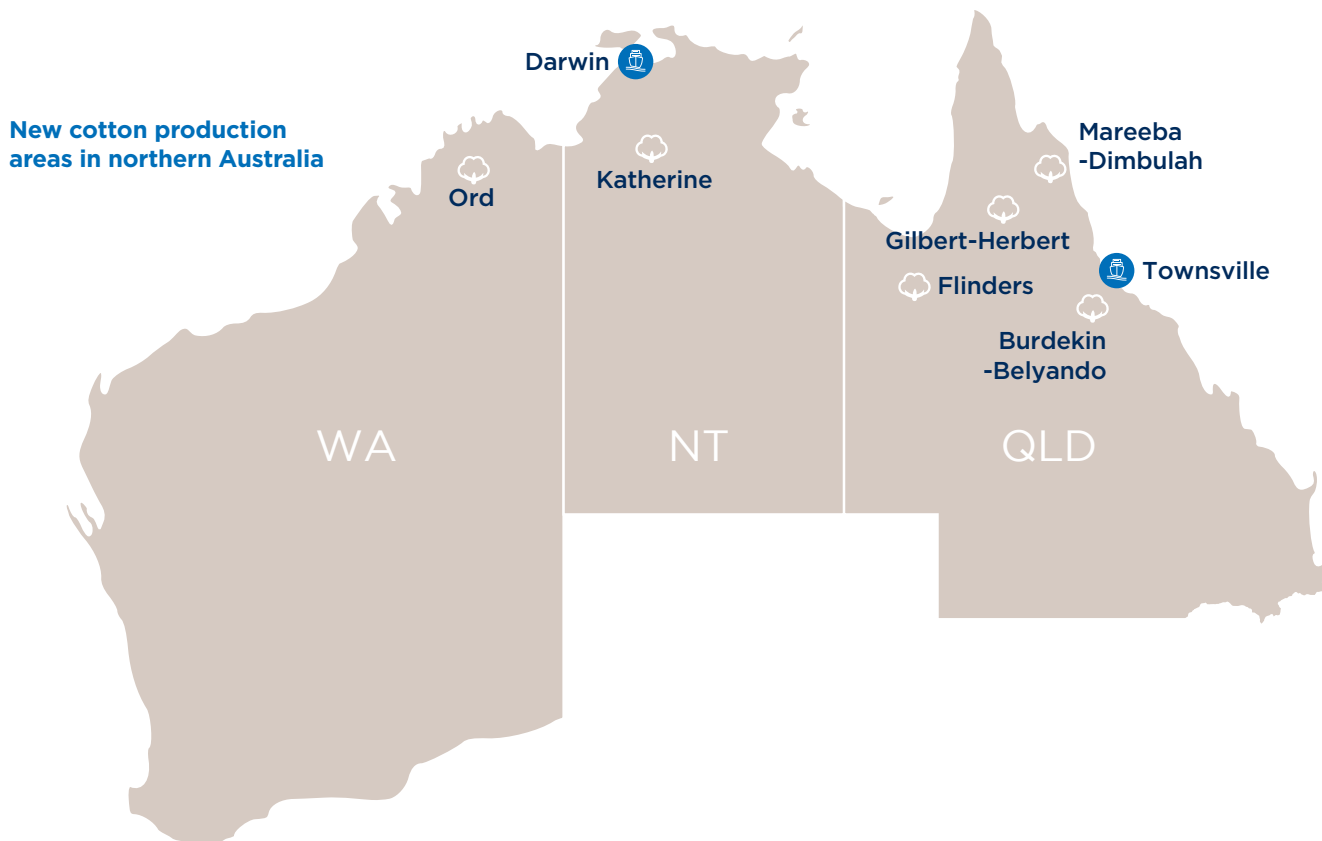 New cotton production
areas in northern Australia
Darwin
Katherine
Ord
Mareeba
-Dimbulah
Gilbert-Herbert
Flinders
Townsville
Burdekin
-Belyando
WA
NT
QLD